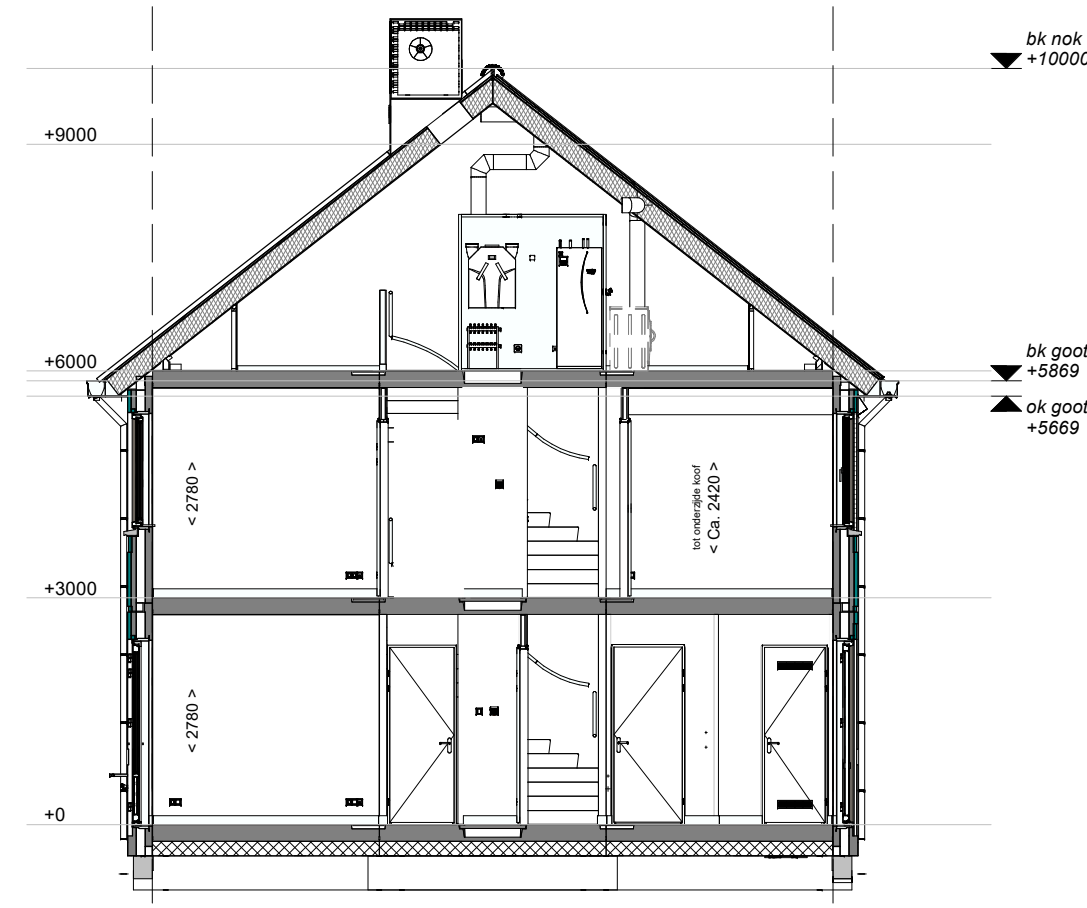 bk nok
+10000
+9000
+6000
bk goot
+5869
ok goot
+5669
< 2780 >
tot onderzijde koof
< Ca. 2420 >
+3000
< 2780 >
+0